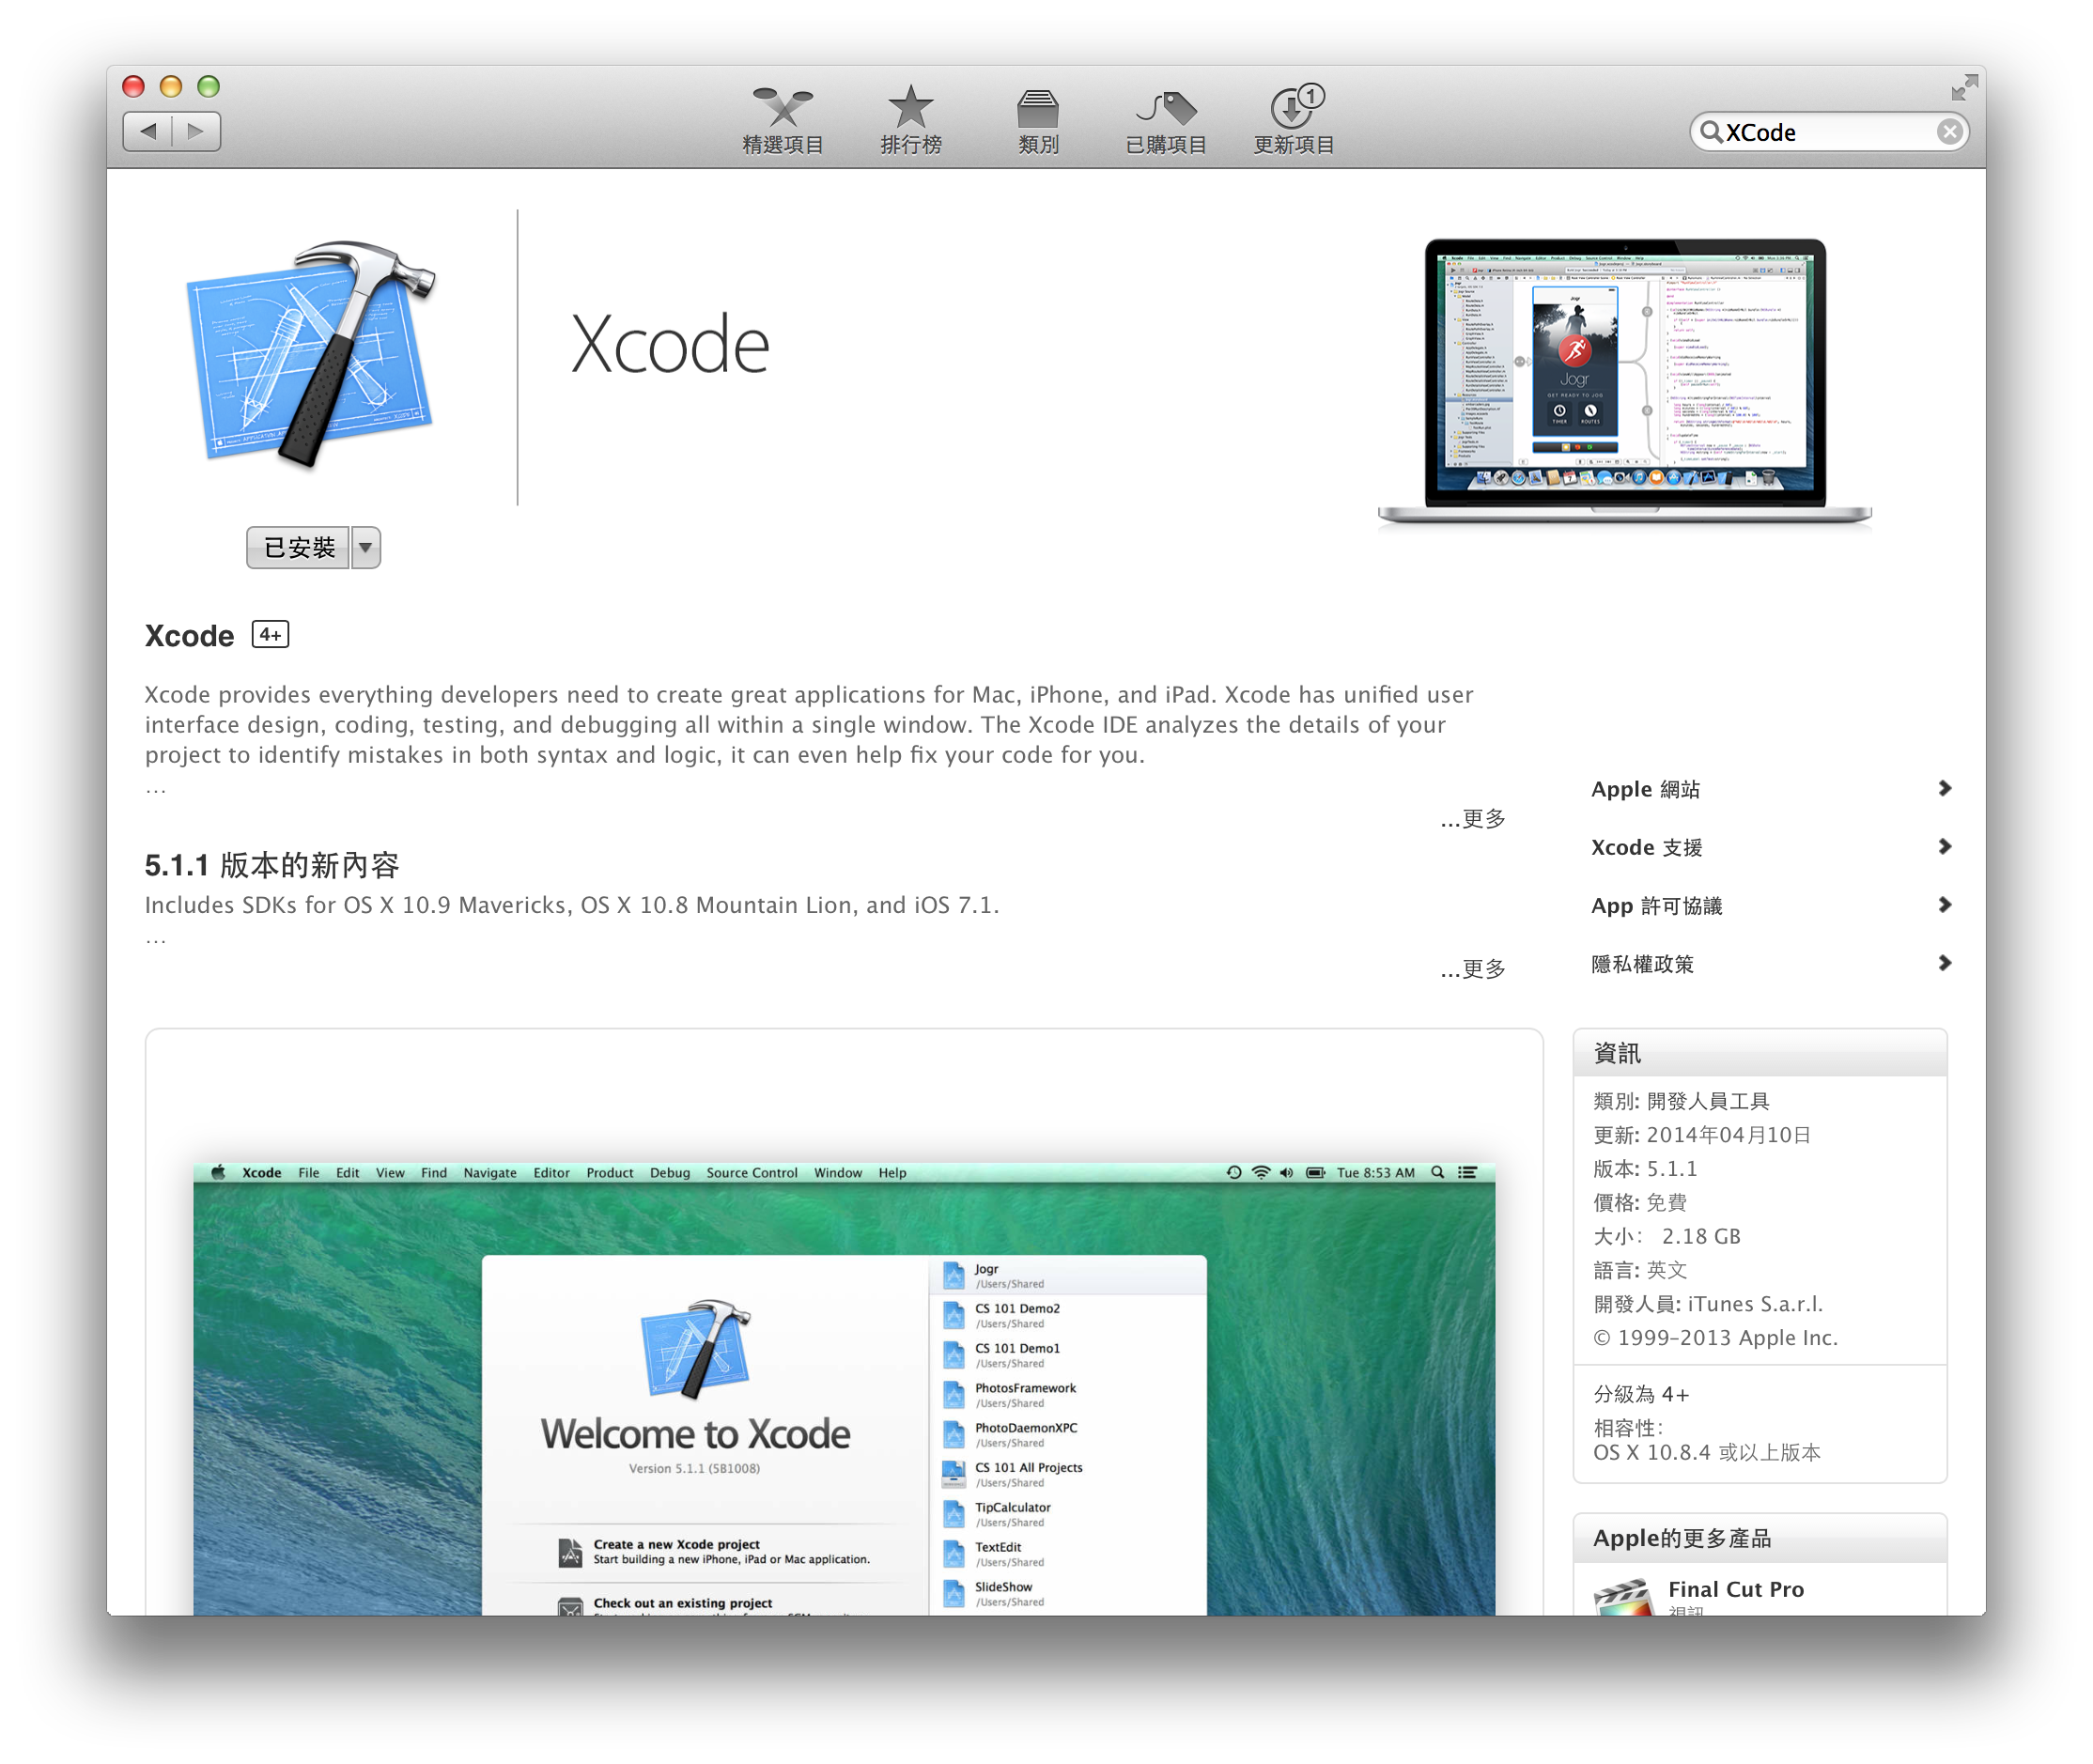 精選項目
排行榜
類別
已購項目
更新項目
1
XCode
Xcode
已安裝
Jogr
GET READY TO JOG
TIMER
ROUTES
Xcode 4+
Xcode provides everything developers need to create great applications for Mac, iPhone, and iPad. Xcode has unified user
interface design, coding, testing, and debugging all within a single window. The Xcode IDE analyzes the details of your
project to identify mistakes in both syntax and logic, it can even help fix your code for you.
...
...更多
5.1.1 版本的新內容
Includes SDKs for OS X 10.9 Mavericks, OS X 10.8 Mountain Lion, and iOS 7.1.
...
...更多
Apple 網站
Xcode 支援
App 許可協議
隱私權政策
Xcode File Edit View Find Navigate Editor Product Debug Source Control Window Help
Tue 8:53 AM
Welcome to Xcode
Version 5.1.1 (5B1008)
Create a new Xcode project
Start building a new iPhone, iPad or Mac application.
Check out an existing project
Jogr
/Users/Shared
CS 101 Demo2
/Users/Shared
CS 101 Demo1
/Users/Shared
PhotosFramework
/Users/Shared
PhotoDaemonXPC
/Users/Shared
CS 101 All Projects
/Users/Shared
TipCalculator
/Users/Shared
TextEdit
/Users/Shared
SlideShow
/Users/Shared
資訊
類別: 開發人員工具
更新: 2014年04月10日
版本: 5.1.1
價格: 免費
大小: 2.18 GB
語言: 英文
開發人員: iTunes S.a.r.l.
© 1999–2013 Apple Inc.
分級為 4+
相容性:
OS X 10.8.4 或以上版本
Apple的更多產品
Final Cut Pro
視訊